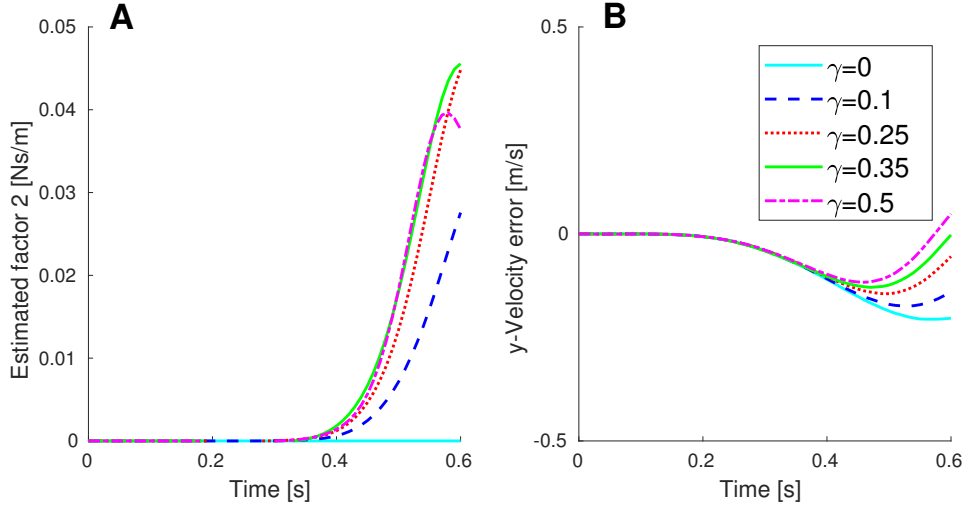 A
Estimated factor 2 [Ns/m]
0.05
0.04
0.03
0.02
0.01
0
0 0.2 0.4 0.6
Time [s]
B
y-Velocity error [m/s]
0.5
0
-0.5
0 0.2 0.4 0.6
Time [s]
γ=0
γ=0.1
γ=0.25
γ=0.35
γ=0.5